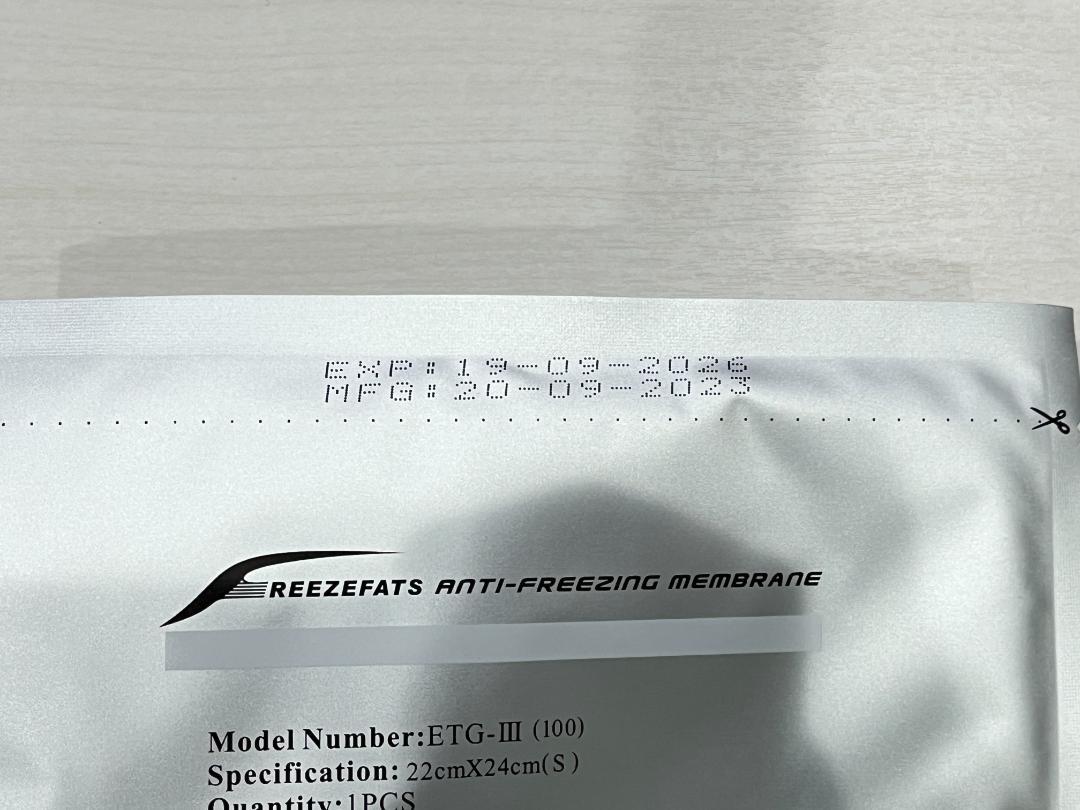 EXP: 19-09-2026
MFG: 20-09-2023
FREEZEFATS ANTI-FREEZING MEMBRANE
Model Number:ETG-Ⅲ (100)
Specification: 22cmX24cm(S)
Quantity:1PCS